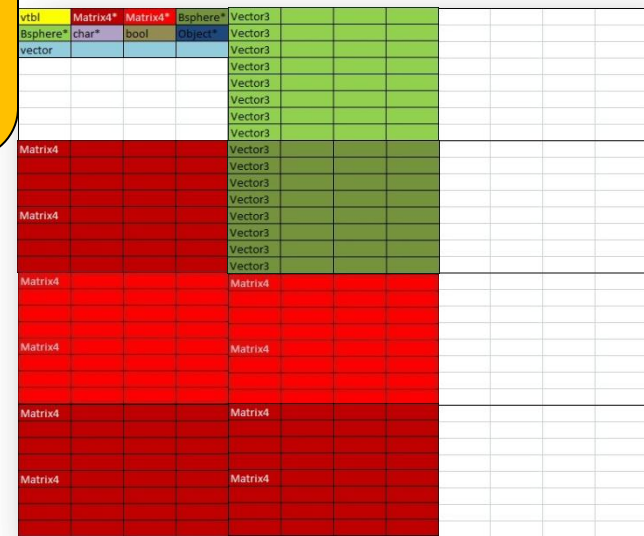 vtbl Matrix4* Matrix4* Bsphere* Vector3
Bsphere* char* bool Object* Vector3
vector Vector3
Vector3
Vector3
Vector3
Vector3
Vector3
Matrix4 Vector3
Vector3
Vector3
Vector3
Matrix4 Vector3
Vector3
Vector3
Vector3
Matrix4 Matrix4
Matrix4 Matrix4
Matrix4 Matrix4
Matrix4 Matrix4